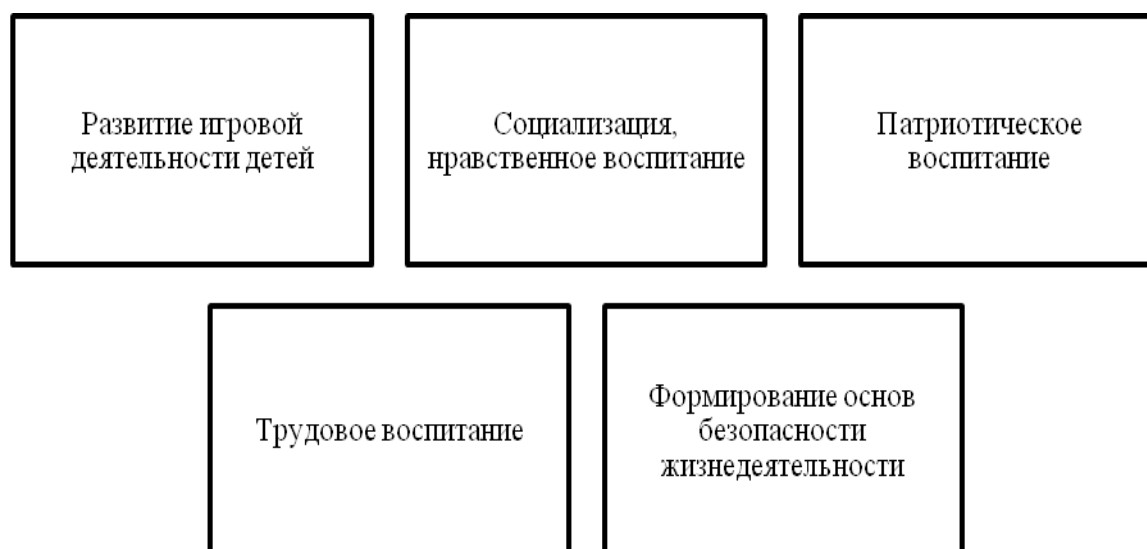 Развитие игровой
деятельности детей
Социализация,
нравственное воспитание
Патриотическое
воспитание
Трудовое воспитание
Формирование основ
безопасности
жизнедеятельности